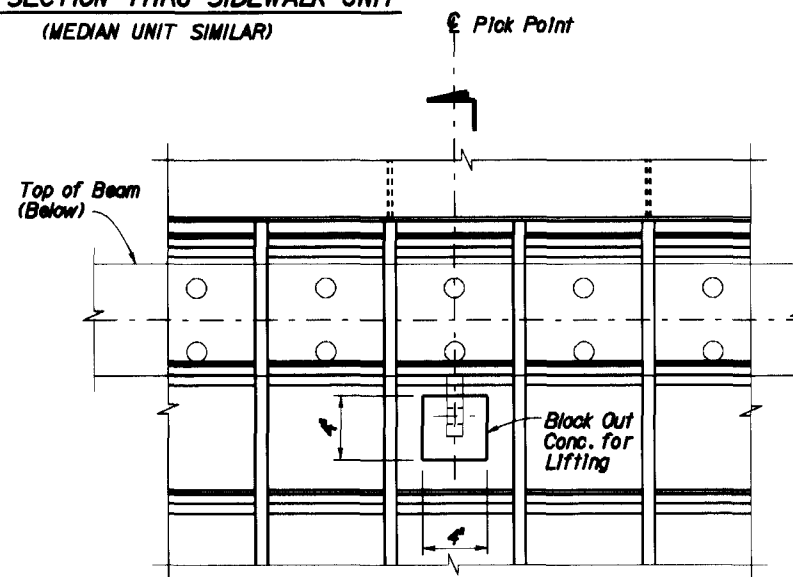 SECTION THRU SIDEWALK UNIT
(MEDIAN UNIT SIMILAR)
℄ Pick Point
Top of Beam
(Below)
4"
Block Out
Conc. for
Lifting
4"